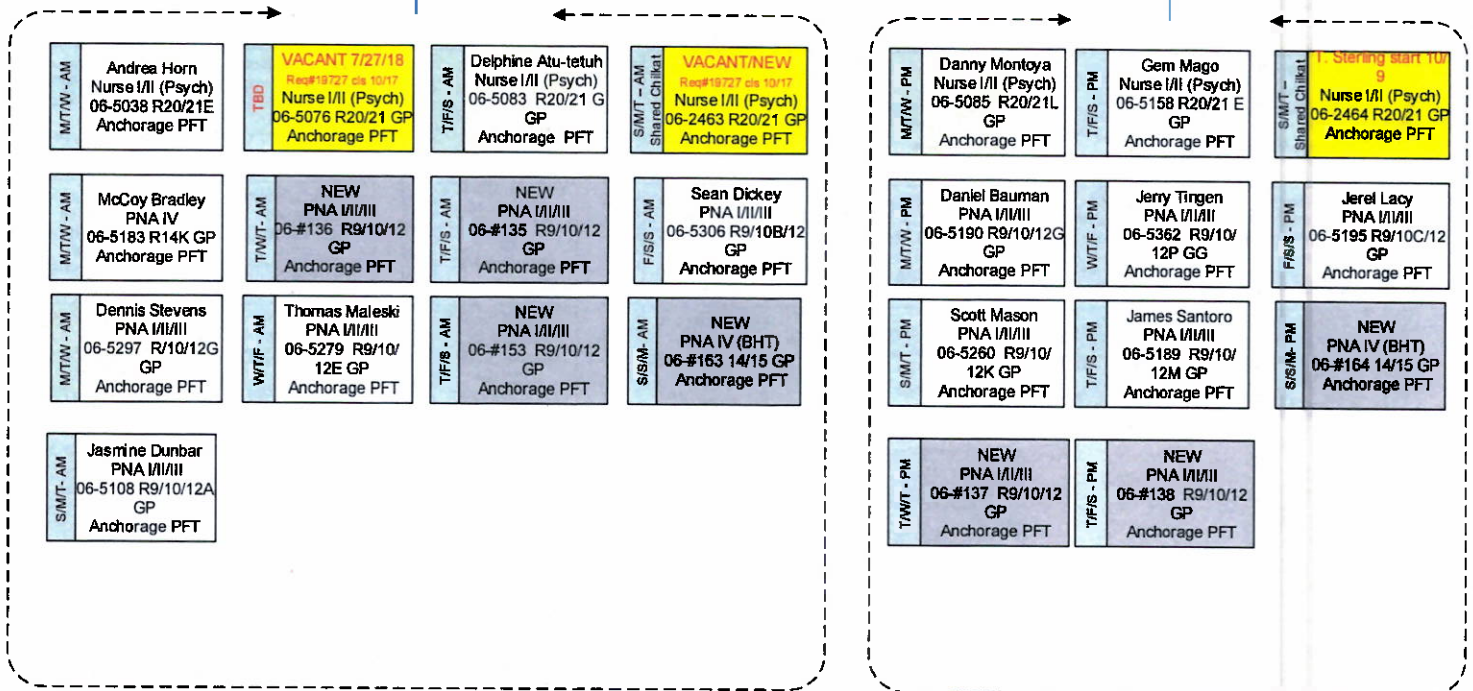 M/T/W - AM
Andrea Horn
Nurse I/II (Psych)
06-5038 R20/21E
Anchorage PFT
TBD
VACANT 7/27/18
Req#19727 cls 10/17
Nurse I/II (Psych)
06-5076 R20/21 GP
Anchorage PFT
T/F/S - AM
Delphine Atu-tetuh
Nurse I/II (Psych)
06-5083 R20/21 G
GP
Anchorage PFT
S/M/T – AM
Shared Chilkat
VACANT/NEW
Req#19727 cls 10/17
Nurse I/II (Psych)
06-2463 R20/21 GP
Anchorage PFT
M/T/W - AM
McCoy Bradley
PNA IV
06-5183 R14K GP
Anchorage PFT
T/W/T- AM
NEW
PNA I/II/III
06-#136 R9/10/12
GP
Anchorage PFT
T/F/S - AM
NEW
PNA I/II/III
06-#135 R9/10/12
GP
Anchorage PFT
F/S/S - AM
Sean Dickey
PNA I/II/III
06-5306 R9/10B/12
GP
Anchorage PFT
M/T/W - AM
Dennis Stevens
PNA I/II/III
06-5297 R/10/12G
GP
Anchorage PFT
W/T/F - AM
Thomas Maleski
PNA I/II/III
06-5279 R9/10/
12E GP
Anchorage PFT
T/F/S - AM
NEW
PNA I/II/III
06-#153 R9/10/12
GP
Anchorage PFT
S/S/M- AM
NEW
PNA IV (BHT)
06-#163 14/15 GP
Anchorage PFT
S/M/T- AM
Jasmine Dunbar
PNA I/II/III
06-5108 R9/10/12A
GP
Anchorage PFT
M/T/W - PM
Danny Montoya
Nurse I/II (Psych)
06-5085 R20/21L
GP
Anchorage PFT
T/F/S - PM
Gem Mago
Nurse I/II (Psych)
06-5158 R20/21 E
GP
Anchorage PFT
S/M/T –
Shared Chilkat
T. Sterling start 10/
9
Nurse I/II (Psych)
06-2464 R20/21 GP
Anchorage PFT
M/T/W - PM
Daniel Bauman
PNA I/II/III
06-5190 R9/10/12G
GP
Anchorage PFT
W/T/F - PM
Jerry Tirgen
PNA I/II/III
06-5362 R9/10/
12P GG
Anchorage PFT
F/S/S - PM
Jerel Lacy
PNA I/II/III
06-5195 R9/10C/12
GP
Anchorage PFT
S/M/T - PM
Scott Mason
PNA I/II/III
06-5260 R9/10/
12K GP
Anchorage PFT
T/F/S - PM
James Santoro
PNA I/II/III
06-5189 R9/10/
12M GP
Anchorage PFT
S/S/M- PM
NEW
PNA IV (BHT)
06-#164 14/15 GP
Anchorage PFT
T/W/T - PM
NEW
PNA I/II/III
06-#137 R9/10/12
GP
Anchorage PFT
T/F/S - PM
NEW
PNA I/II/III
06-#138 R9/10/12
GP
Anchorage PFT